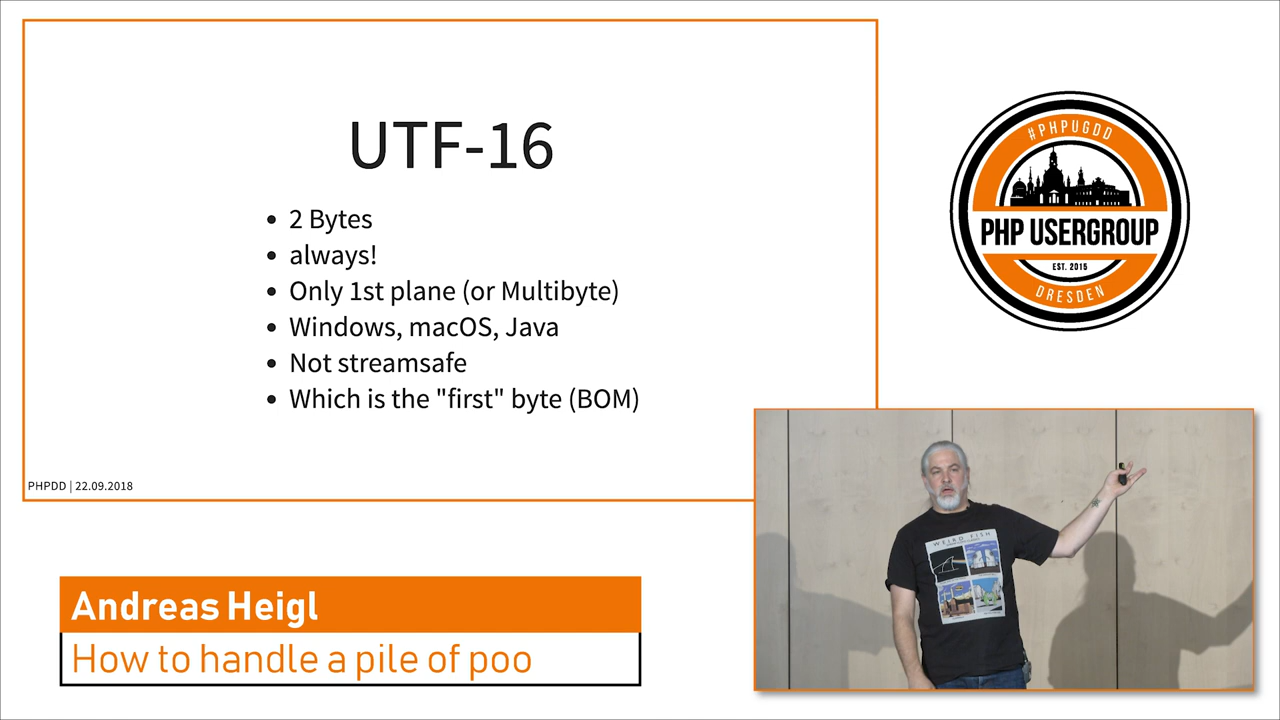 UTF-16
• 2 Bytes
• always!
• Only 1st plane (or Multibyte)
• Windows, macOS, Java
• Not streamsafe
• Which is the "first" byte (BOM)
PHPDD | 22.09.2018
#PHPUGDD
PHP USERGROUP
EST. 2015
DRESDEN
WEIRD FISH
Andreas Heigl
How to handle a pile of poo